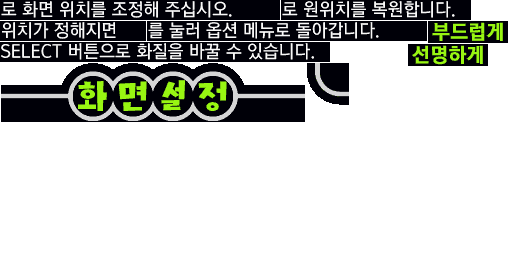 로 화면 위치를 조정해 주십시오.
로 원위치를 복원합니다.
위치가 정해지면
를 눌러 옵션 메뉴로 돌아갑니다.
부드럽게
SELECT 버튼으로 화질을 바꿀 수 있습니다.
선명하게
화면설정